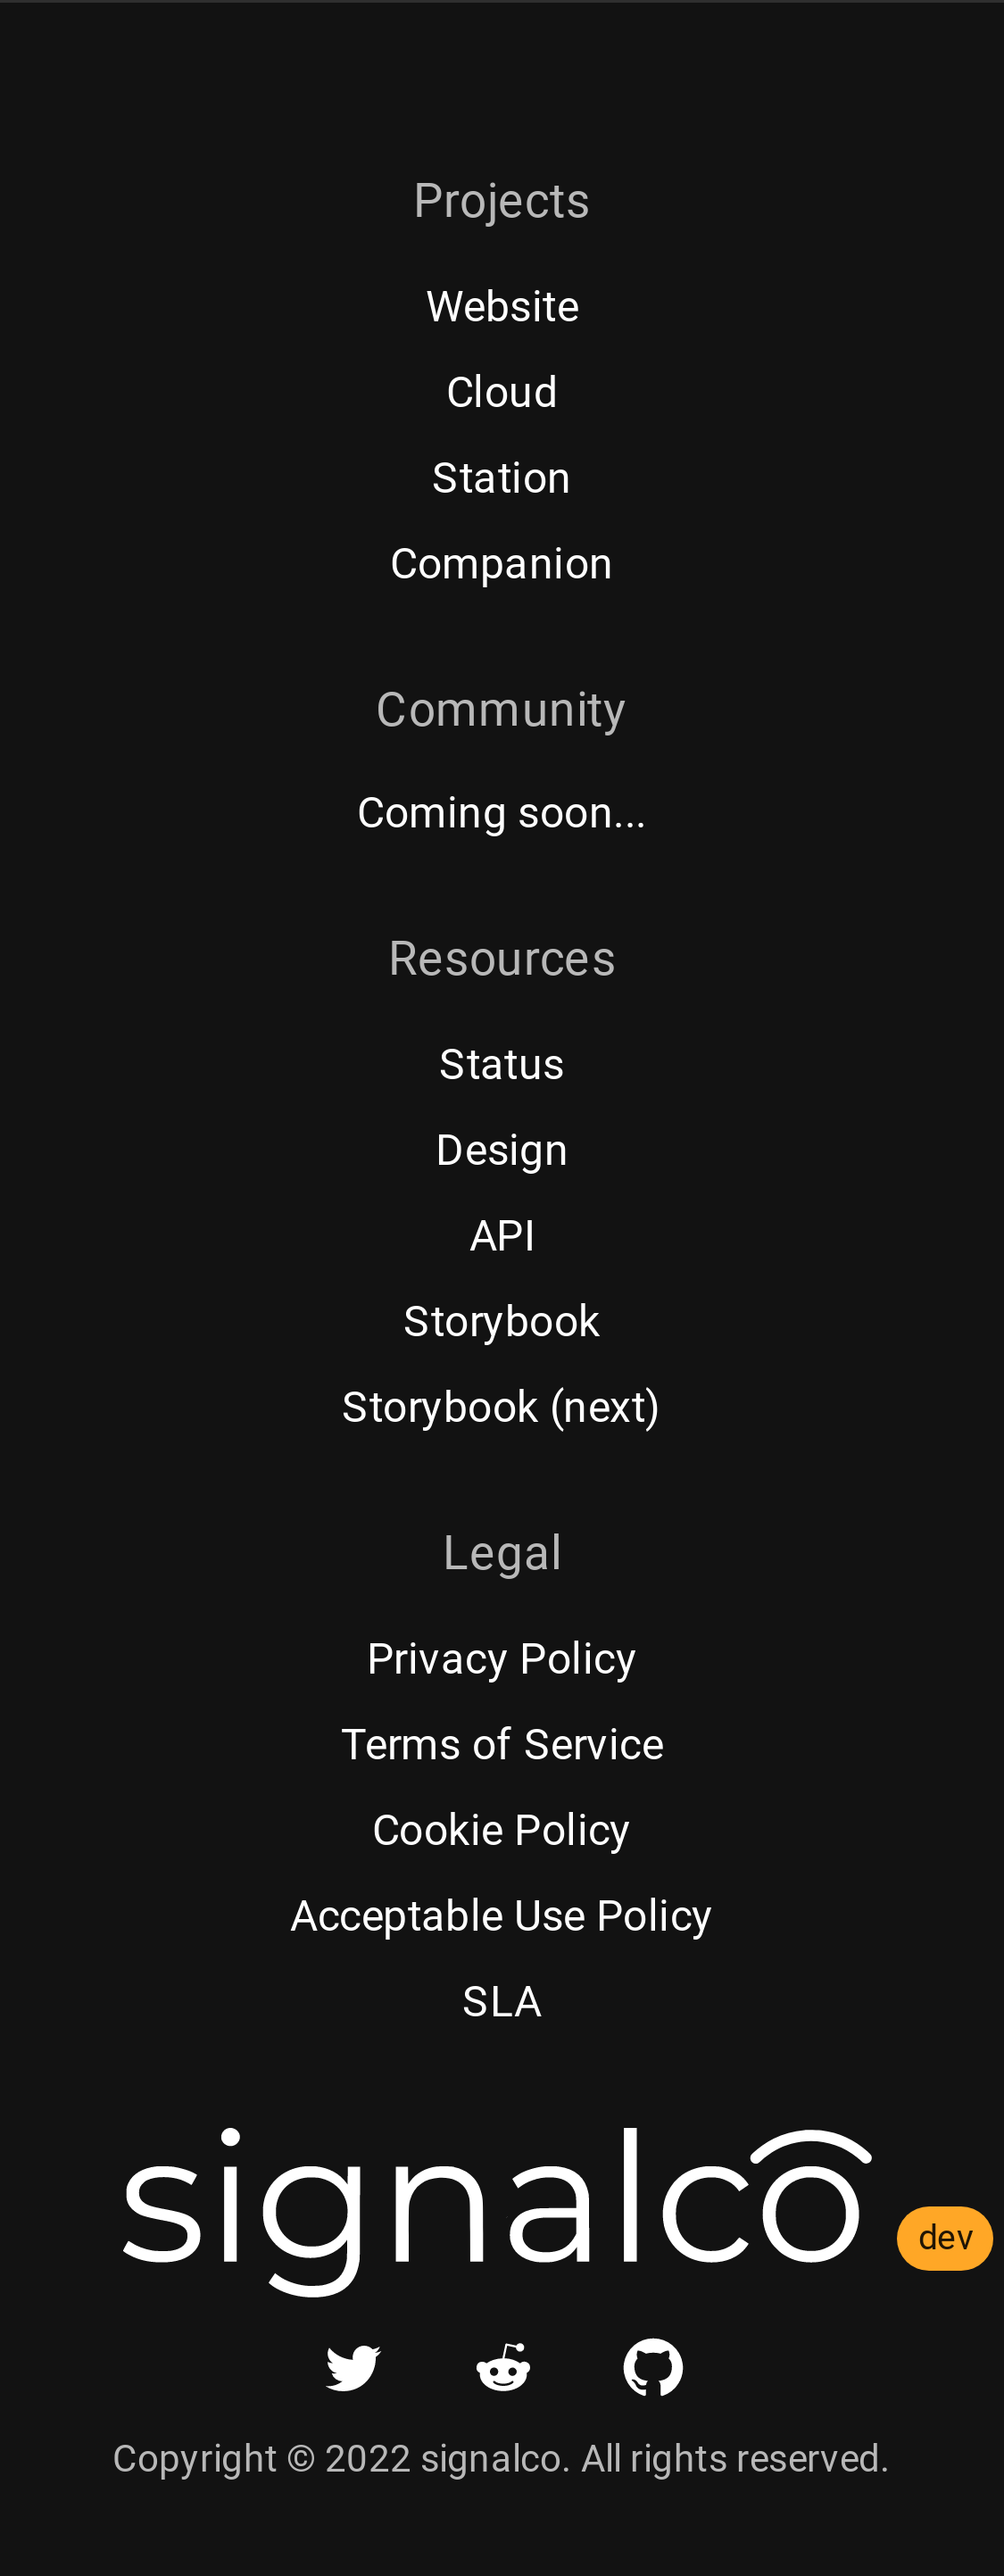 Projects
Website
Cloud
Station
Companion
Community
Coming soon...
Resources
Status
Design
API
Storybook
Storybook (next)
Legal
Privacy Policy
Terms of Service
Cookie Policy
Acceptable Use Policy
SLA
signalco
dev
Copyright © 2022 signalco. All rights reserved.